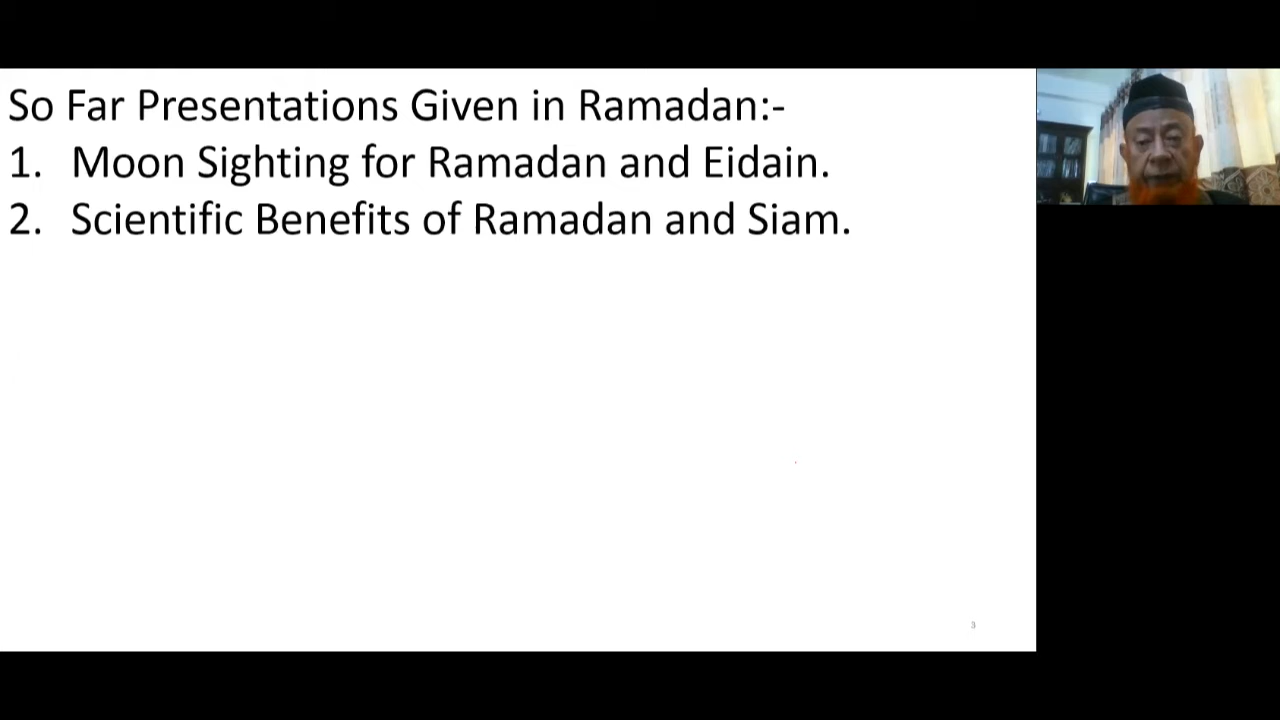 So Far Presentations Given in Ramadan:-
1. Moon Sighting for Ramadan and Eidain.
2. Scientific Benefits of Ramadan and Siam.
3